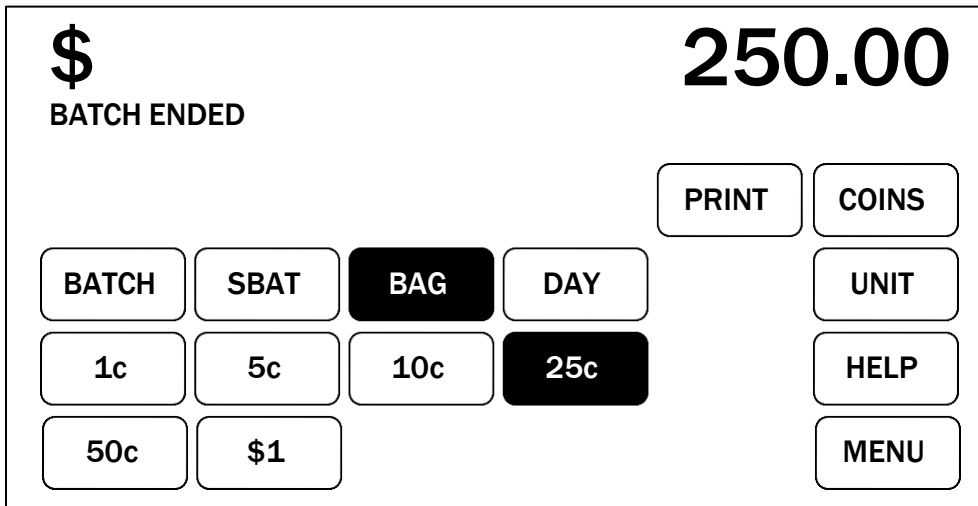 $ 250.00
BATCH ENDED
PRINT COINS
BATCH SBAT BAG DAY UNIT
1c 5c 10c 25c HELP
50c $1 MENU